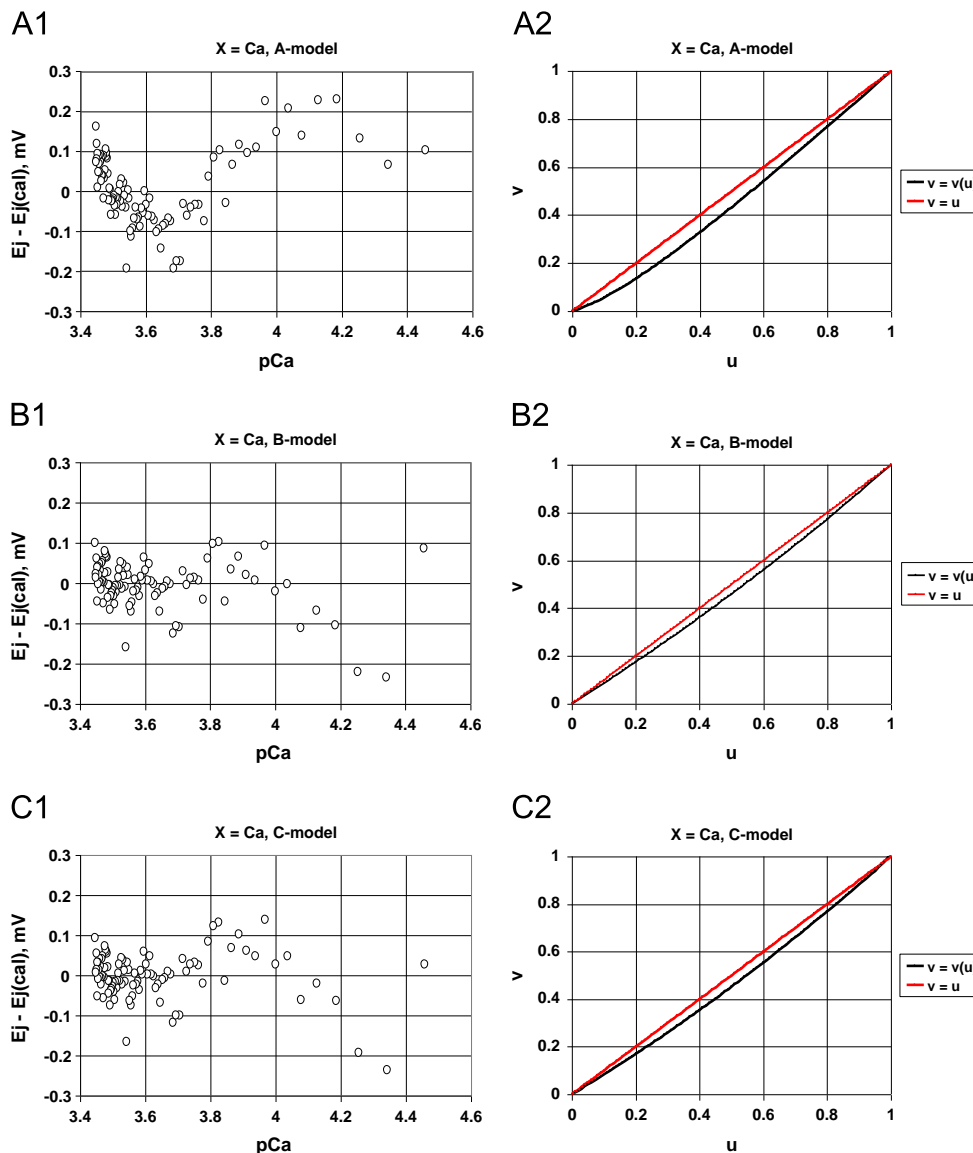 A1
X = Ca, A-model
Ej - Ej(cal), mV
0.3
0.2
0.1
0
-0.1
-0.2
-0.3
3.4 3.6 3.8 4 4.2 4.4 4.6
pCa
A2
X = Ca, A-model
v
1
0.8
0.6
0.4
0.2
0
0 0.2 0.4 0.6 0.8 1
u
v = v(u
v = u
B1
X = Ca, B-model
Ej - Ej(cal), mV
0.3
0.2
0.1
0
-0.1
-0.2
-0.3
3.4 3.6 3.8 4 4.2 4.4 4.6
pCa
B2
X = Ca, B-model
v
1
0.8
0.6
0.4
0.2
0
0 0.2 0.4 0.6 0.8 1
u
v = v(u
v = u
C1
X = Ca, C-model
Ej - Ej(cal), mV
0.3
0.2
0.1
0
-0.1
-0.2
-0.3
3.4 3.6 3.8 4 4.2 4.4 4.6
pCa
C2
X = Ca, C-model
v
1
0.8
0.6
0.4
0.2
0
0 0.2 0.4 0.6 0.8 1
u
v = v(u
v = u